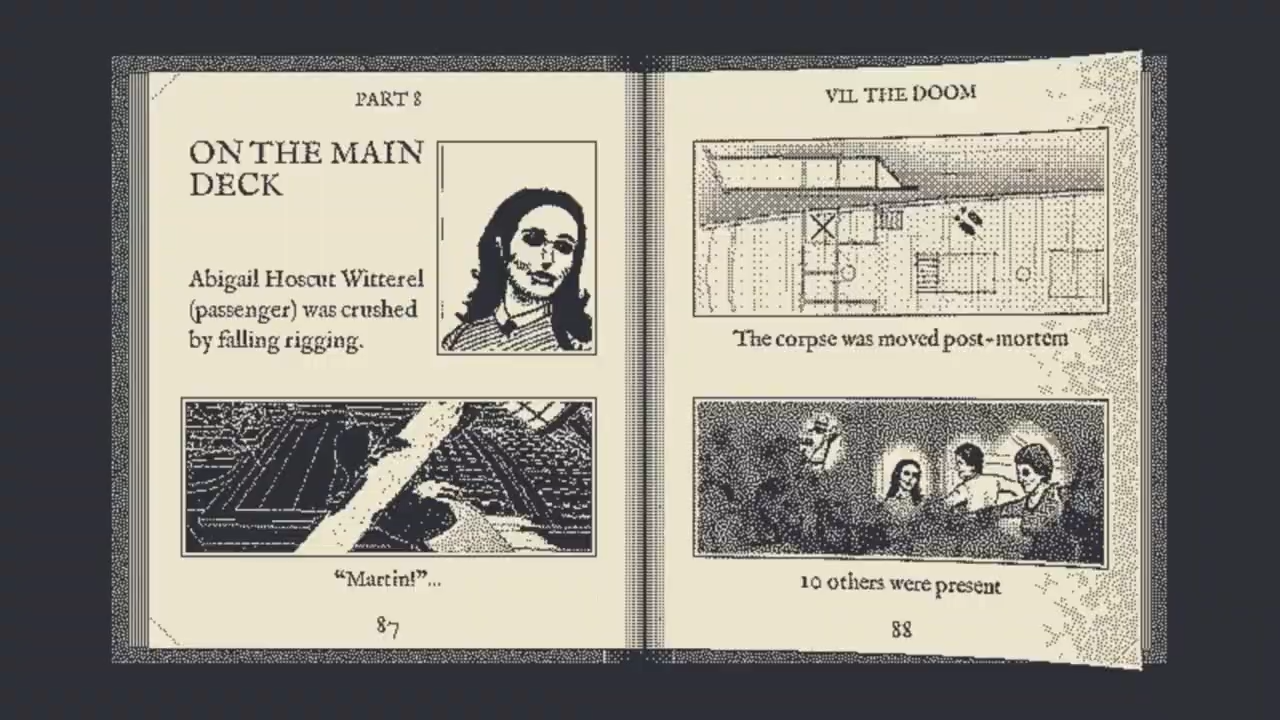 PART 8
ON THE MAIN
DECK
Abigail Hoscut Witterel
(passenger) was crushed
by falling rigging.
"Martin!"...
87
VII. THE DOOM
The corpse was moved post-mortem
10 others were present
88